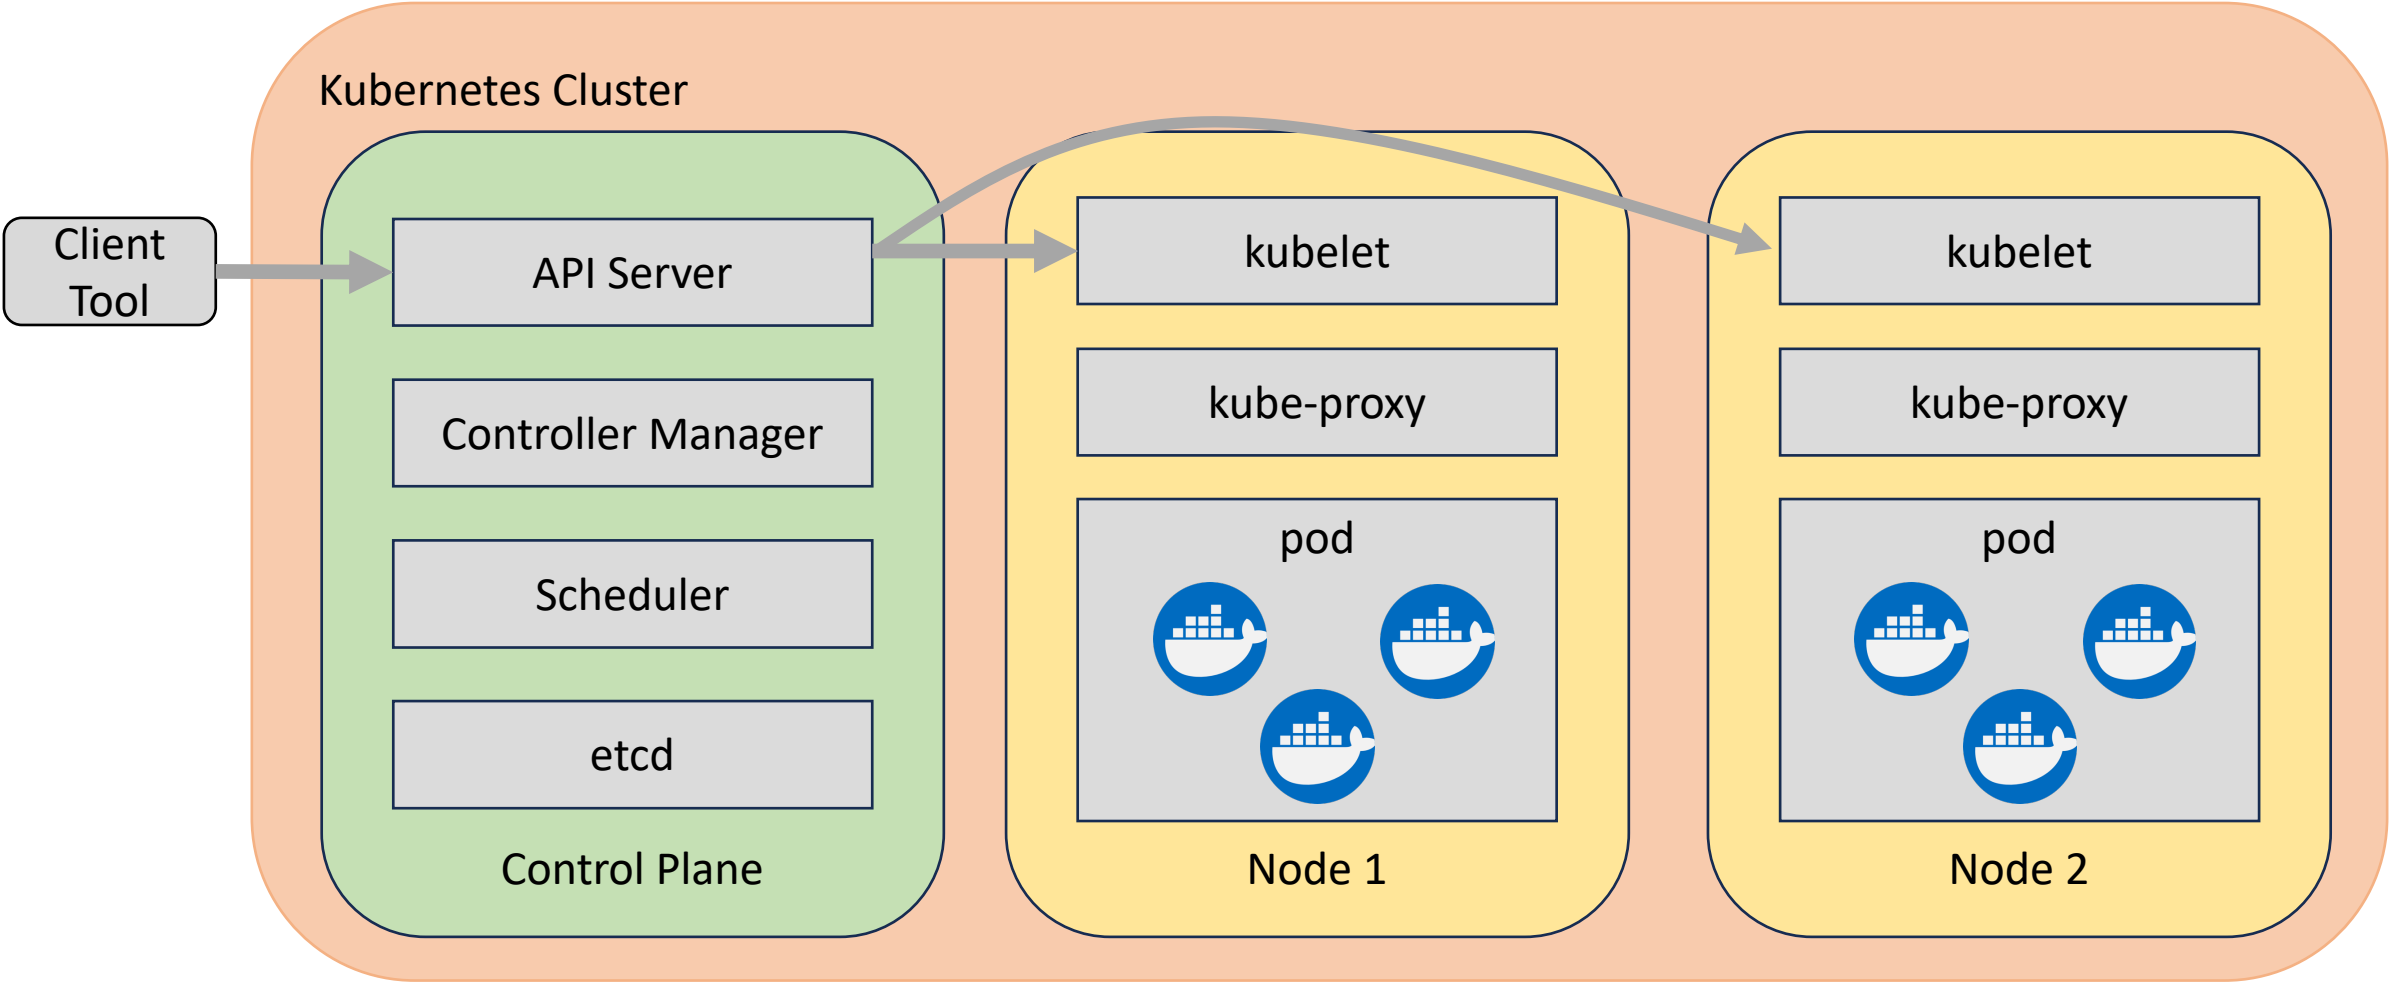 Kubernetes Cluster
Client
Tool
API Server
Controller Manager
Scheduler
etcd
Control Plane
kubelet
kube-proxy
pod
Node 1
kubelet
kube-proxy
pod
Node 2